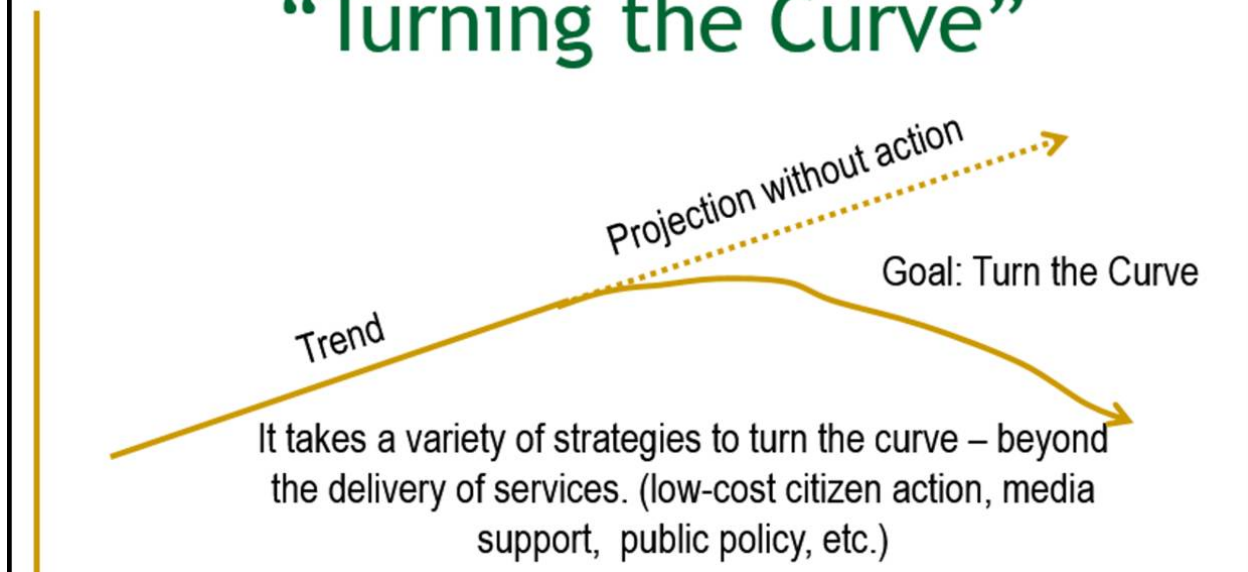 “Turning the Curve”
Projection without action
Goal: Turn the Curve
Trend
It takes a variety of strategies to turn the curve – beyond
the delivery of services. (low-cost citizen action, media
support,  public policy, etc.)